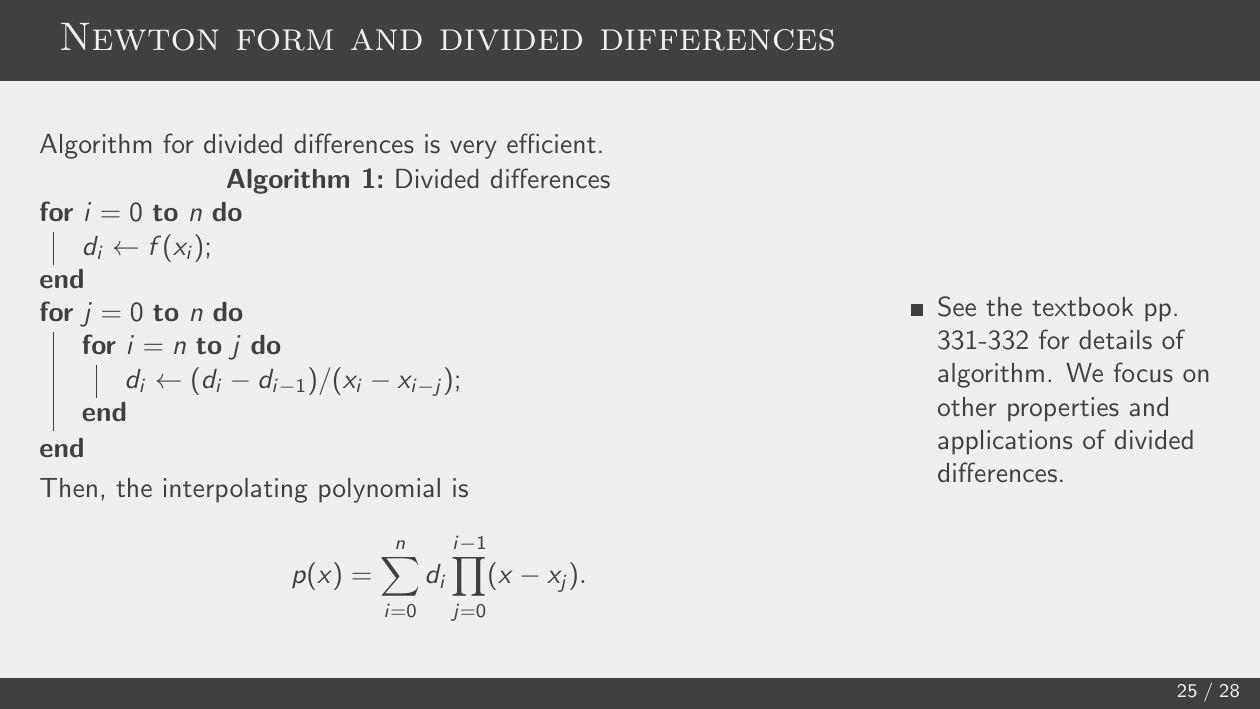 Newton form and divided differences
Algorithm for divided differences is very efficient.
Algorithm 1: Divided differences
for i = 0 to n do
d_i ← f(x_i);
end
for j = 0 to n do
for i = n to j do
d_i ← (d_i − d_{i−1})/(x_i − x_{i−j});
end
end
Then, the interpolating polynomial is
p(x) = \sum_{i=0}^{n} d_i \prod_{j=0}^{i−1} (x − x_j).
■ See the textbook pp.
331-332 for details of
algorithm. We focus on
other properties and
applications of divided
differences.
25 / 28